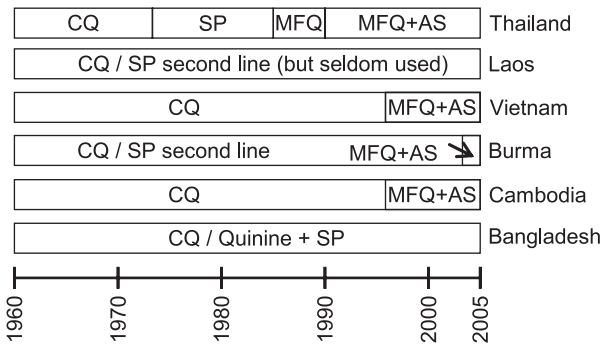 CQ SP MFQ MFQ+AS Thailand
CQ / SP second line (but seldom used) Laos
CQ MFQ+AS Vietnam
CQ / SP second line MFQ+AS Burma
CQ MFQ+AS Cambodia
CQ / Quinine + SP Bangladesh
1960 1970 1980 1990 2000 2005